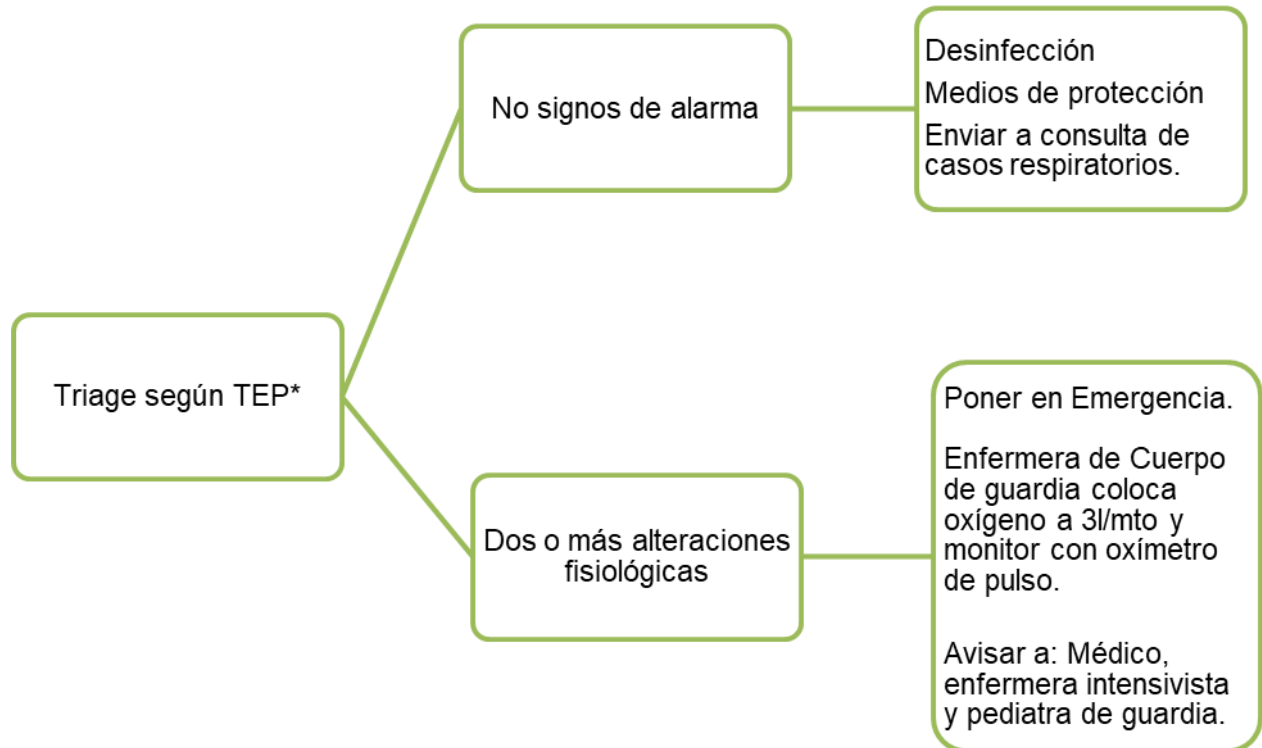 Triage según TEP*
No signos de alarma
Desinfección
Medios de protección
Enviar a consulta de
casos respiratorios.
Dos o más alteraciones
fisiológicas
Poner en Emergencia.
Enfermera de Cuerpo
de guardia coloca
oxígeno a 3l/mto y
monitor con oxímetro
de pulso.
Avisar a: Médico,
enfermera intensivista
y pediatra de guardia.